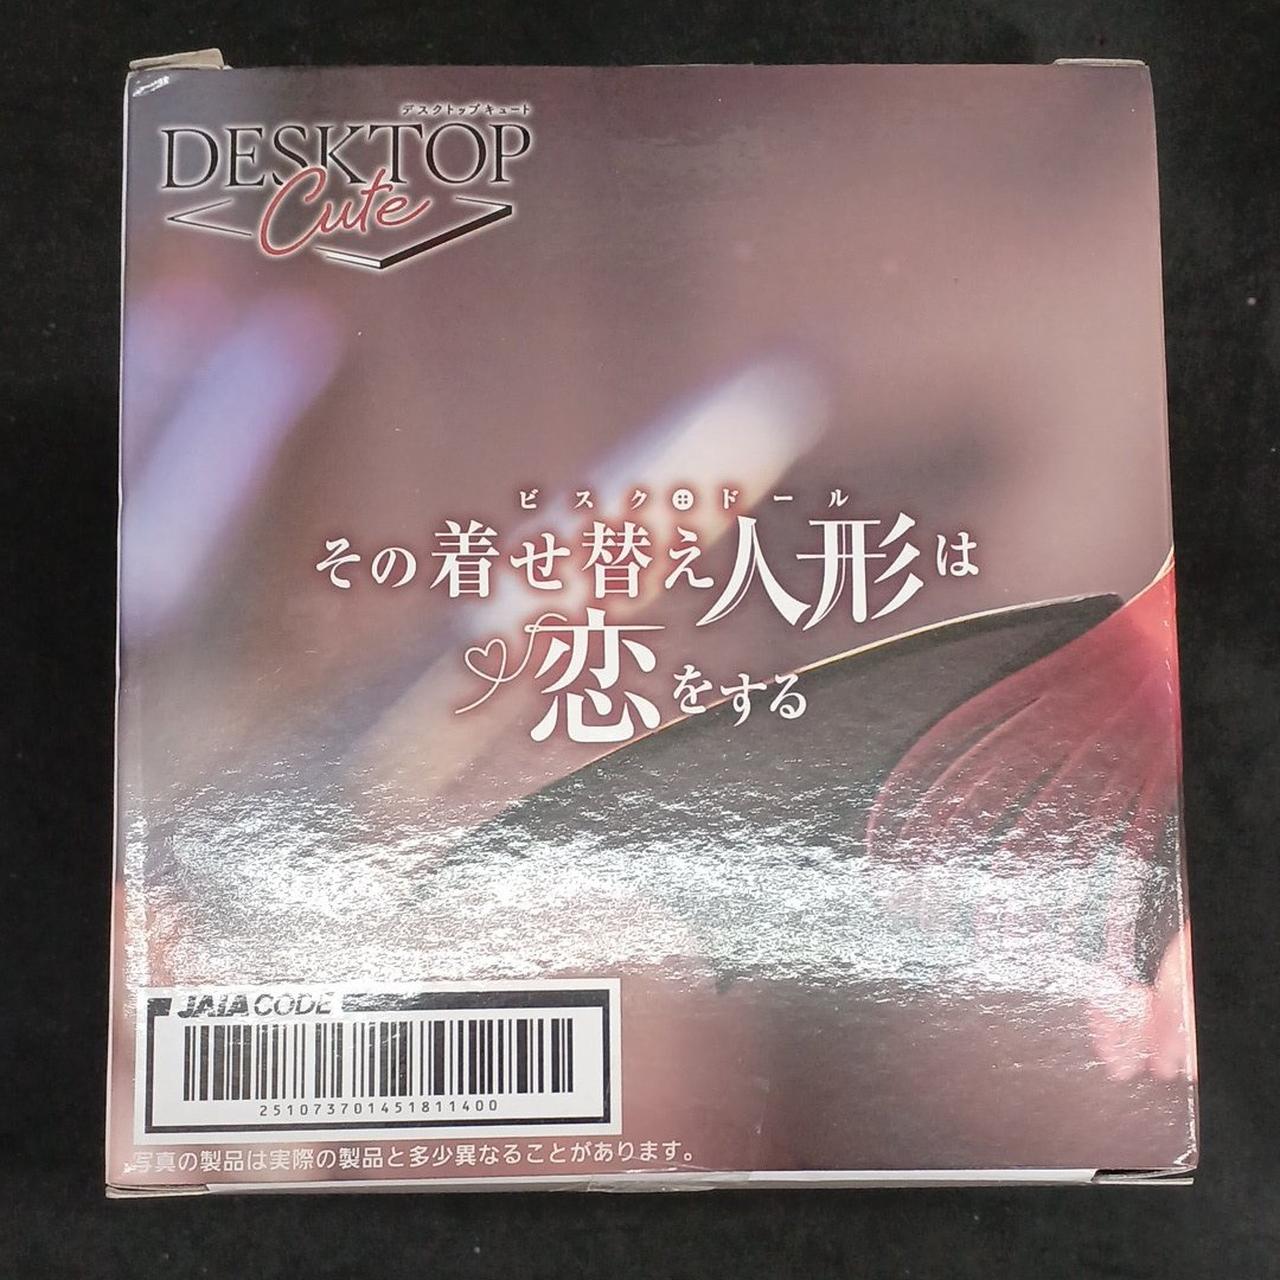 デスクトップキュート
DESKTOP
Cute
ビスク・ドール
その着せ替え人形は
恋をする
JAIA CODE
2510737014518114​00
写真の製品は実際の製品と多少異なることがあります。